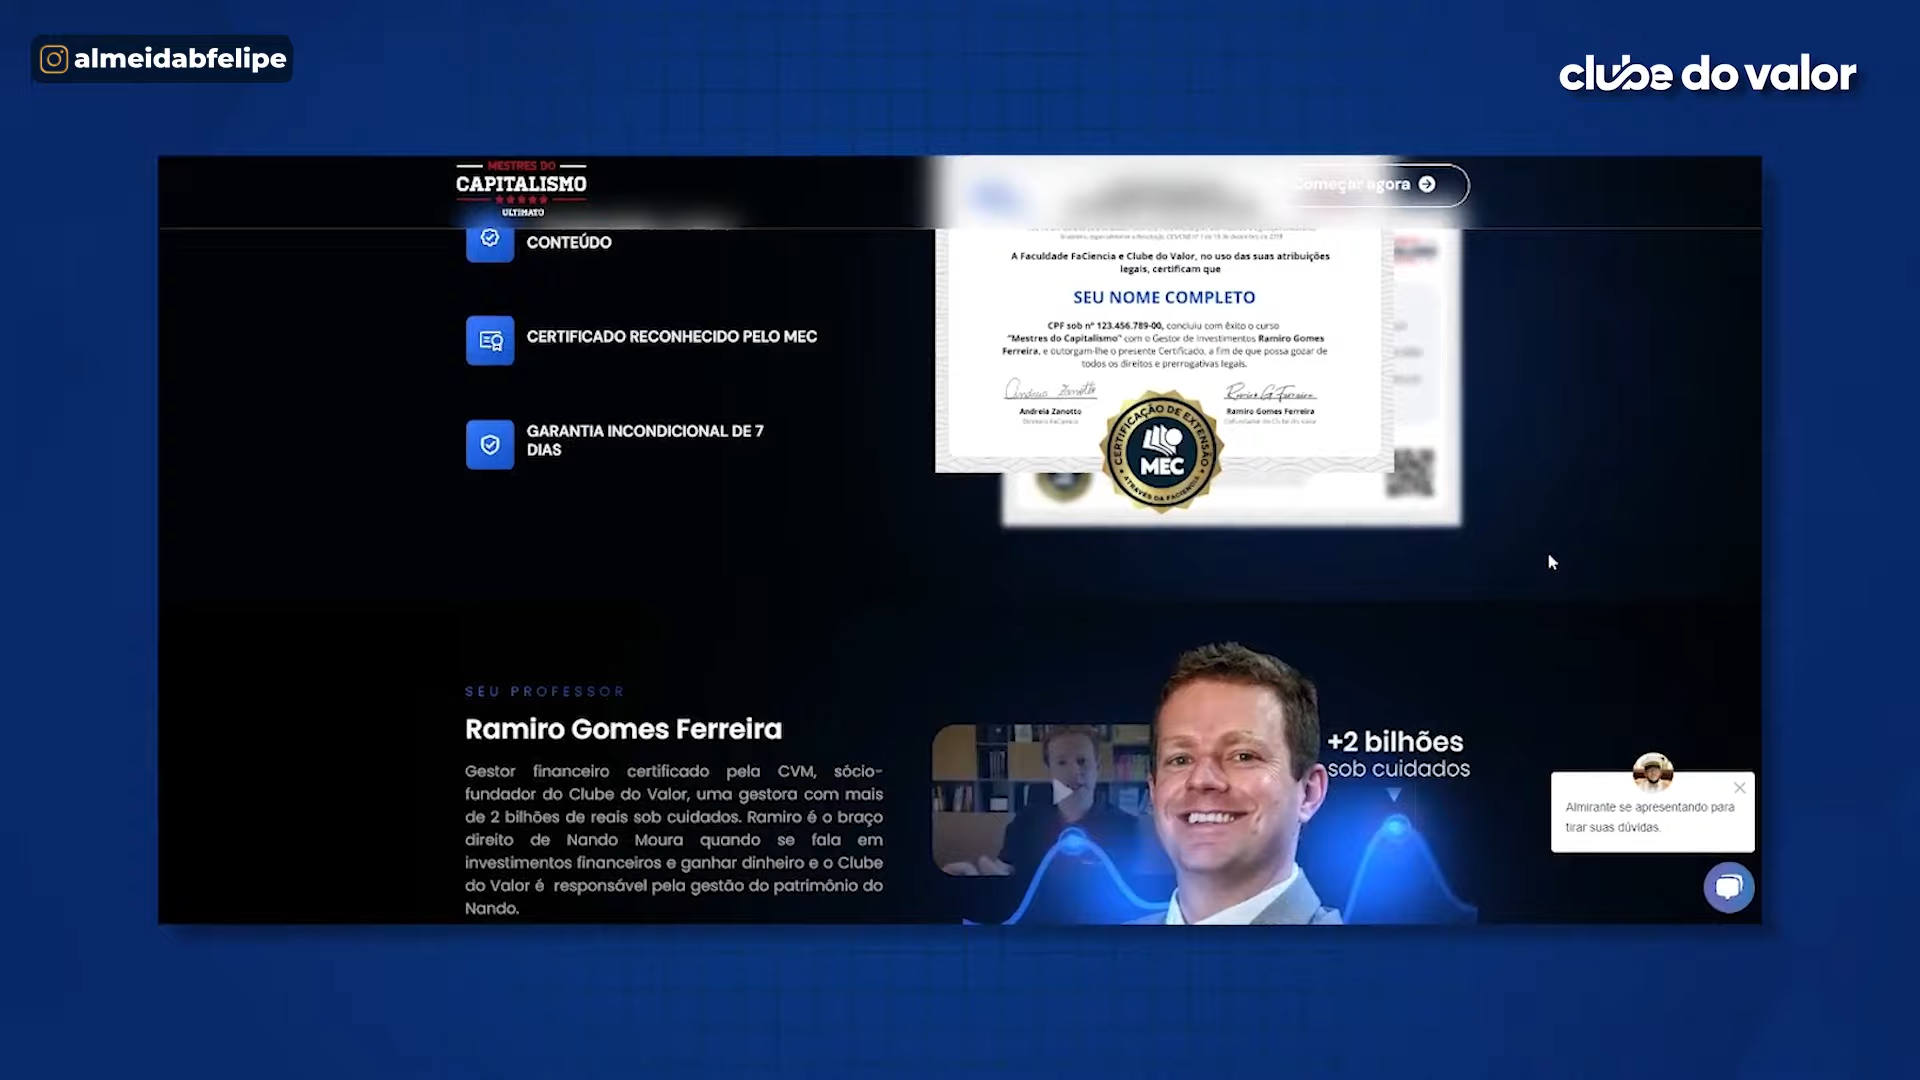 almeidabfelipe
clube do valor
MESTRES DO
CAPITALISMO
ULTIMATO
Começar agora
CONTEÚDO
CERTIFICADO RECONHECIDO PELO MEC
GARANTIA INCONDICIONAL DE 7
DIAS
A Faculdade FaCiencia e Clube do Valor, no uso das suas atribuições
legais, certificam que
SEU NOME COMPLETO
CPF sob nº 123.456.789-00, concluiu com êxito o curso
“Mestres do Capitalismo” com o Gestor de Investimentos Ramiro Gomes
Ferreira, e outorgam-lhe o presente Certificado, a fim de que possa gozar de
todos os direitos e prerrogativas legais.
Andreia Zanotto
Ramiro Gomes Ferreira
CERTIFICAÇÃO DE EXTENSÃO
MEC
ATRAVÉS DA FACIENCIA
SEU PROFESSOR
Ramiro Gomes Ferreira
Gestor financeiro certificado pela CVM, sócio-
fundador do Clube do Valor, uma gestora com mais
de 2 bilhões de reais sob cuidados. Ramiro é o braço
direito de Nando Moura quando se fala em
investimentos financeiros e ganhar dinheiro e o Clube
do Valor é responsável pela gestão do patrimônio do
Nando.
+2 bilhões
sob cuidados
Almirante se apresentando para
tirar suas dúvidas.